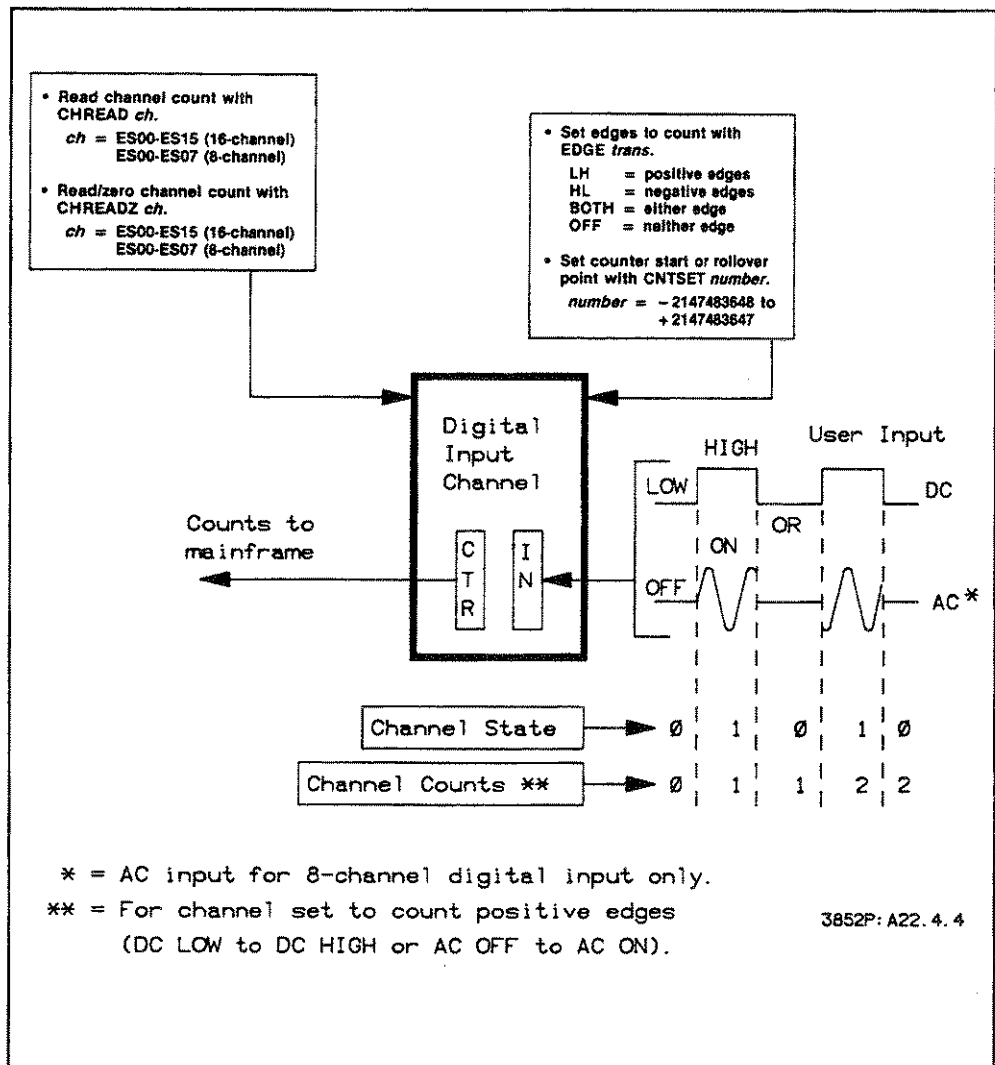 • Read channel count with
CHREAD ch.
ch = ES00-ES15 (16-channel)
ES00-ES07 (8-channel)
• Read/zero channel count with
CHREADZ ch.
ch = ES00-ES15 (16-channel)
ES00-ES07 (8-channel)
• Set edges to count with
EDGE trans.
LH = positive edges
HL = negative edges
BOTH = either edge
OFF = neither edge
• Set counter start or rollover
point with CNTSET number.
number = - 2147483648 to
+ 2147483647
Digital
Input
Channel
CTR
IN
Counts to
mainframe
User Input
HIGH
LOW
DC
OR
ON
OFF
AC*
Channel State 0 1 0 1 0
Channel Counts ** 0 1 1 2 2
* = AC input for 8-channel digital input only.
** = For channel set to count positive edges
(DC LOW to DC HIGH or AC OFF to AC ON).
3852P: A22. 4. 4